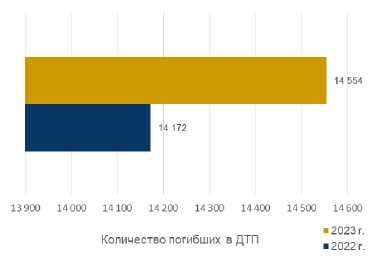 14 554
14 172
13 900 14 000 14 100 14 200 14 300 14 400 14 500 14 600
Количество погибших в ДТП
2023 г.
2022 г.